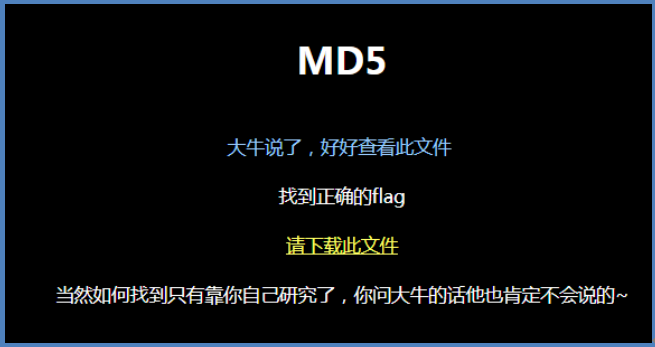 MD5
大牛说了，好好查看此文件
找到正确的flag
请下载此文件
当然如何找到只有靠你自己研究了，你问大牛的话他也肯定不会说的~